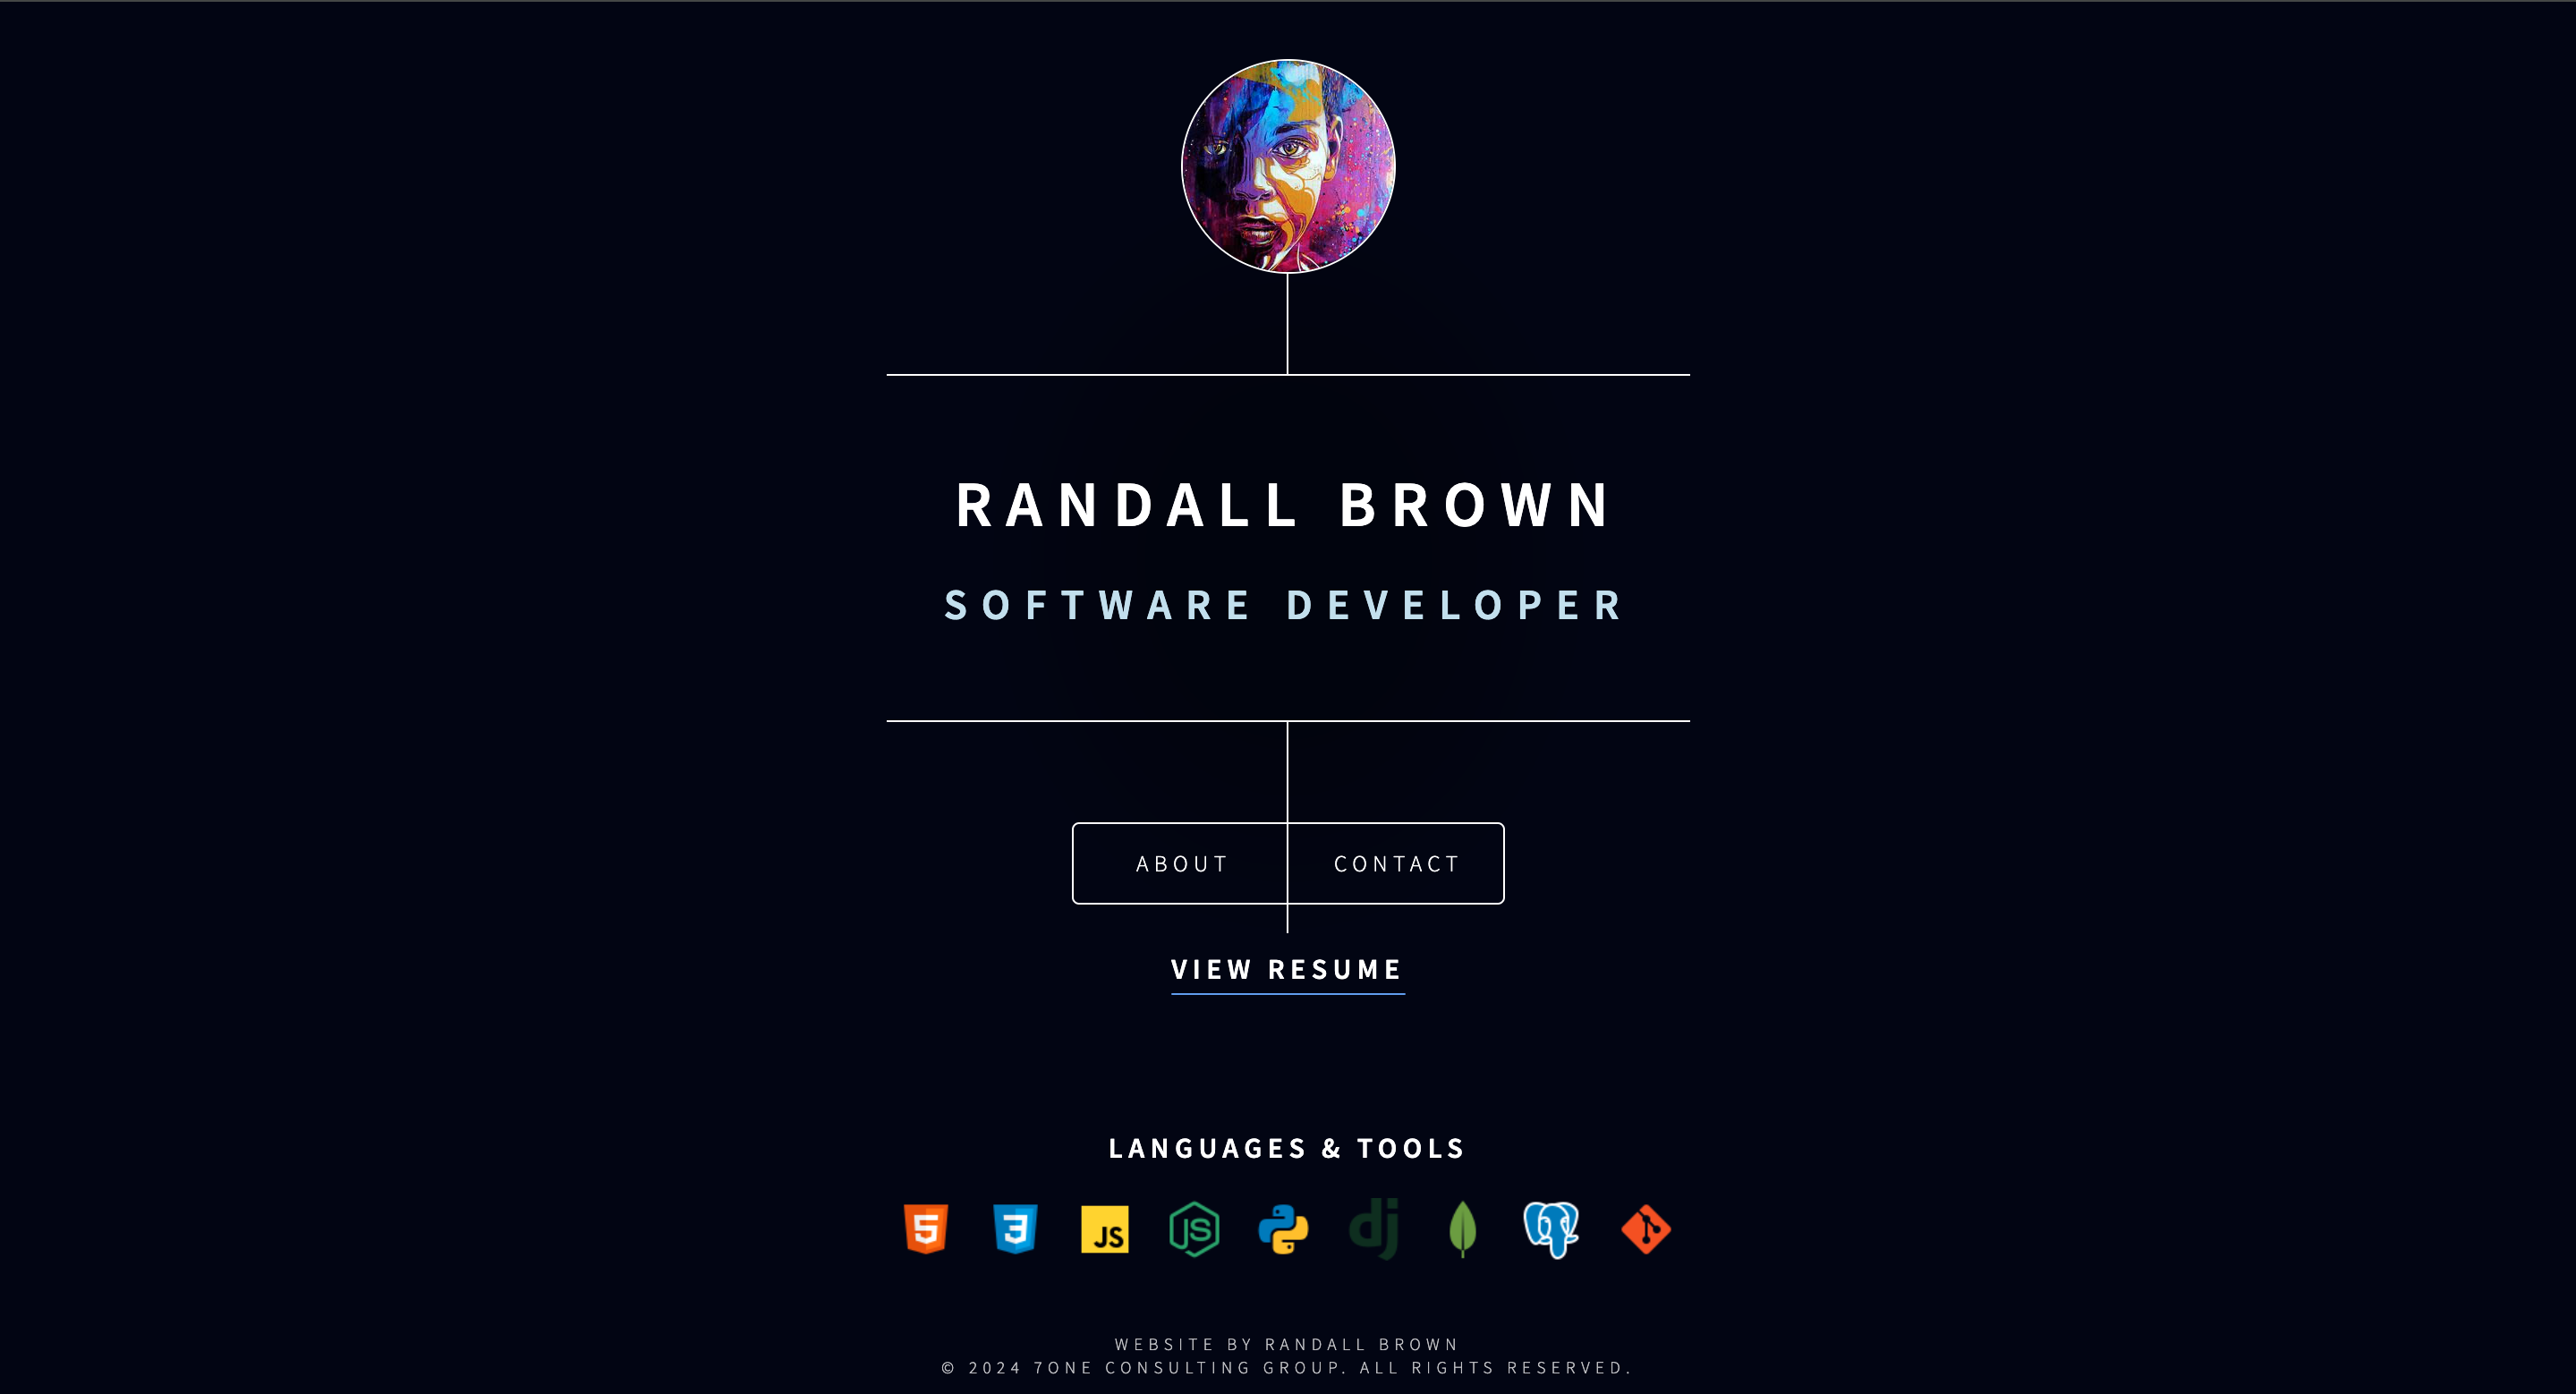 RANDALL BROWN
SOFTWARE DEVELOPER
ABOUT CONTACT
VIEW RESUME
LANGUAGES & TOOLS
5 3 JS JS dj
WEBSITE BY RANDALL BROWN
© 2024 7ONE CONSULTING GROUP. ALL RIGHTS RESERVED.